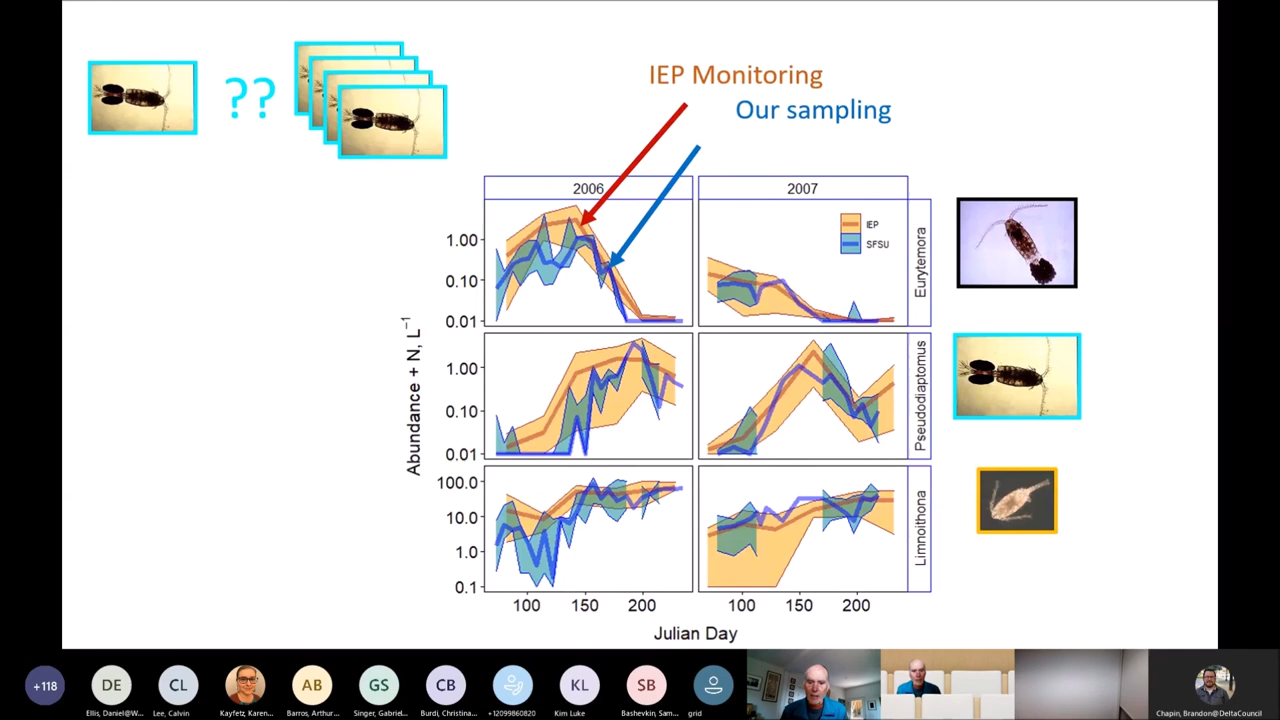 ??
IEP Monitoring
Our sampling
2006
2007
IEP
SFSU
1.00
0.10
0.01
Eurytemora
1.00
0.10
0.01
Pseudodiaptomus
100.0
10.0
1.0
0.1
Limnoithona
Abundance + N, L⁻¹
100 150 200
100 150 200
Julian Day
+118
DE
CL
AB
GS
CB
KL
SB
Ellis, Daniel@W...
Lee, Calvin
Kayfetz, Karen...
Barros, Arthur...
Singer, Gabriel...
Burdi, Christina...
+12099860820
Kim Luke
Bashevkin, Sam...
grid
Chapin, Brandon@DeltaCouncil